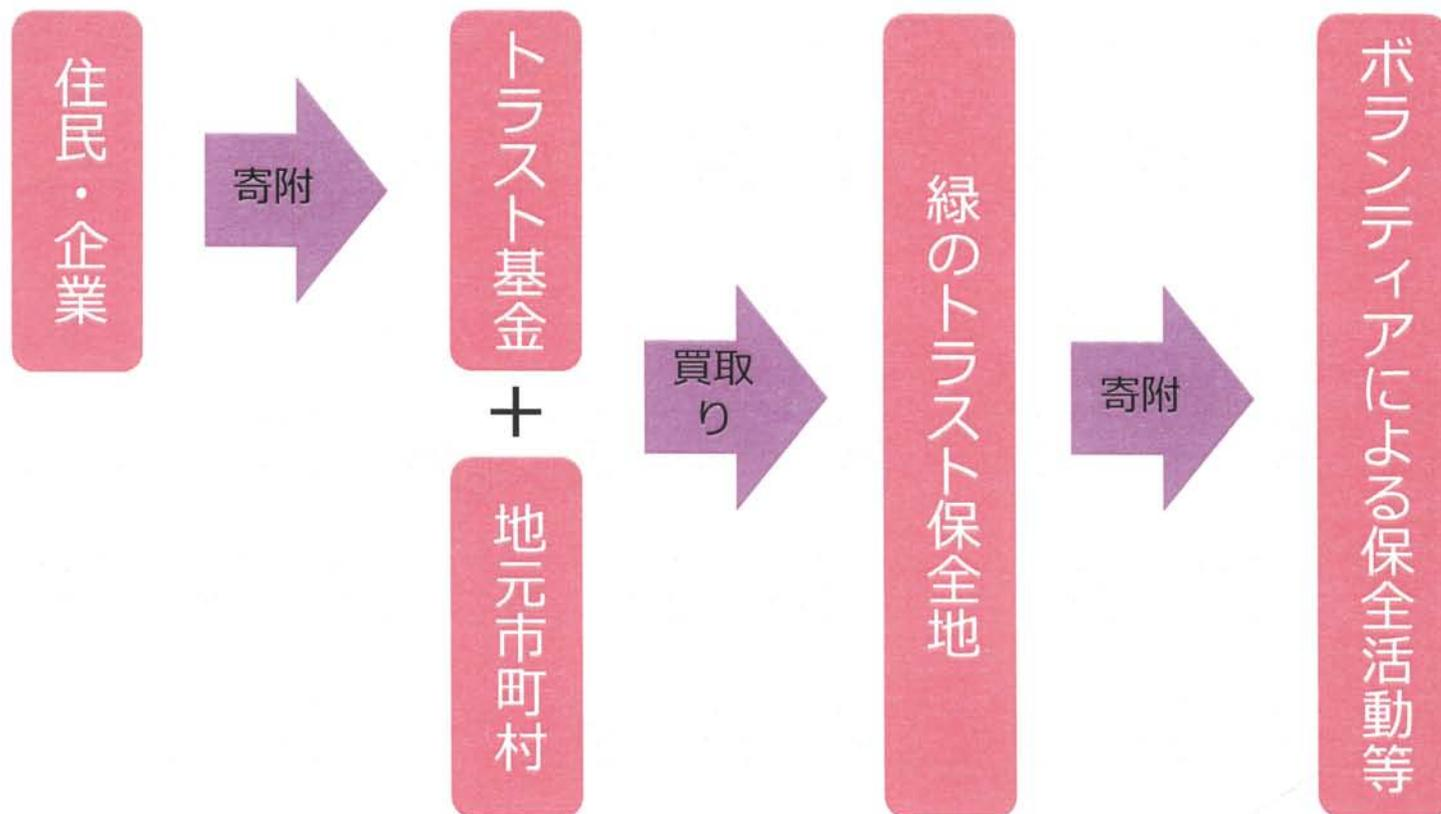 住民・企業
寄附
トラスト基金
＋
地元市町村
買取
り
緑のトラスト保全地
寄附
ボランティアによる保全活動等